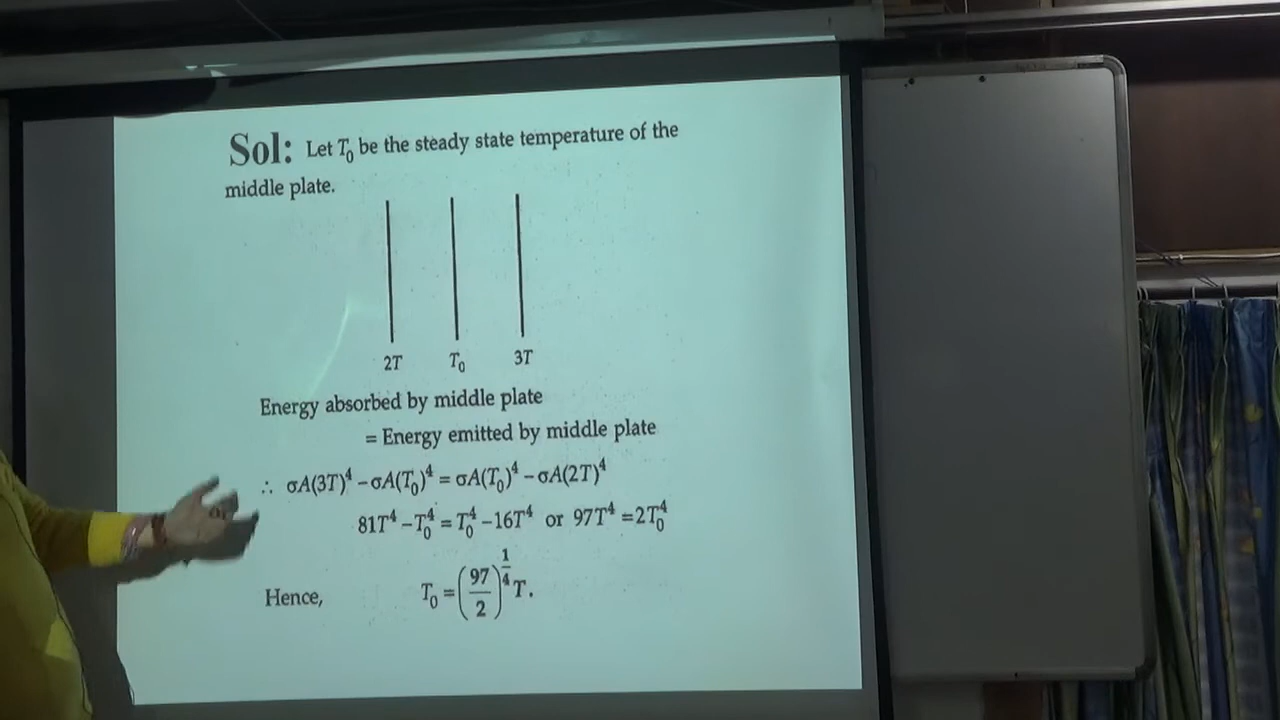 Sol: Let T₀ be the steady state temperature of the
middle plate.
2T T₀ 3T
Energy absorbed by middle plate
= Energy emitted by middle plate
∴ σA(3T)⁴ – σA(T₀)⁴ = σA(T₀)⁴ – σA(2T)⁴
81T⁴ – T₀⁴ = T₀⁴ – 16T⁴ or 97T⁴ = 2T₀⁴
Hence, T₀ = (97/2)^(1/4) T.